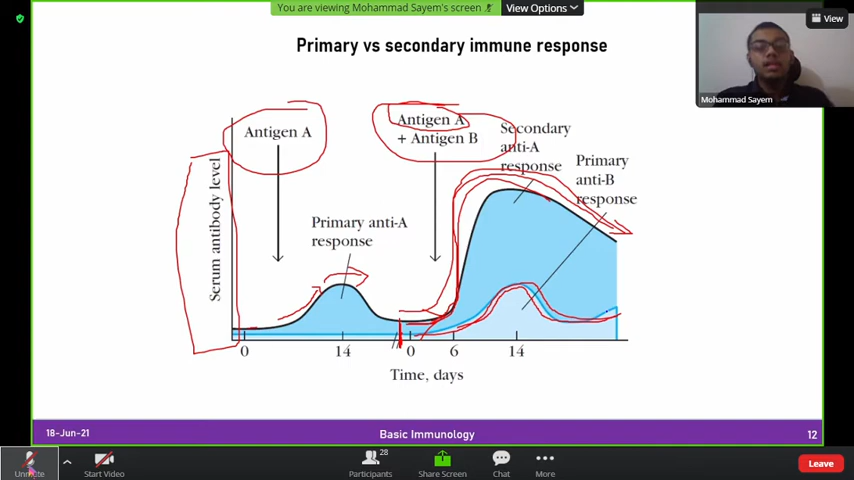 You are viewing Mohammad Sayem's screen
View Options
View
Mohammad Sayem
Primary vs secondary immune response
Antigen A
Antigen A
+ Antigen B
Secondary
anti-A
response
Primary
anti-B
response
Primary anti-A
response
Serum antibody level
0
14
0
6
14
Time, days
18-Jun-21
Basic Immunology
12
Unmute
Start Video
28
Participants
Share Screen
Chat
More
Leave